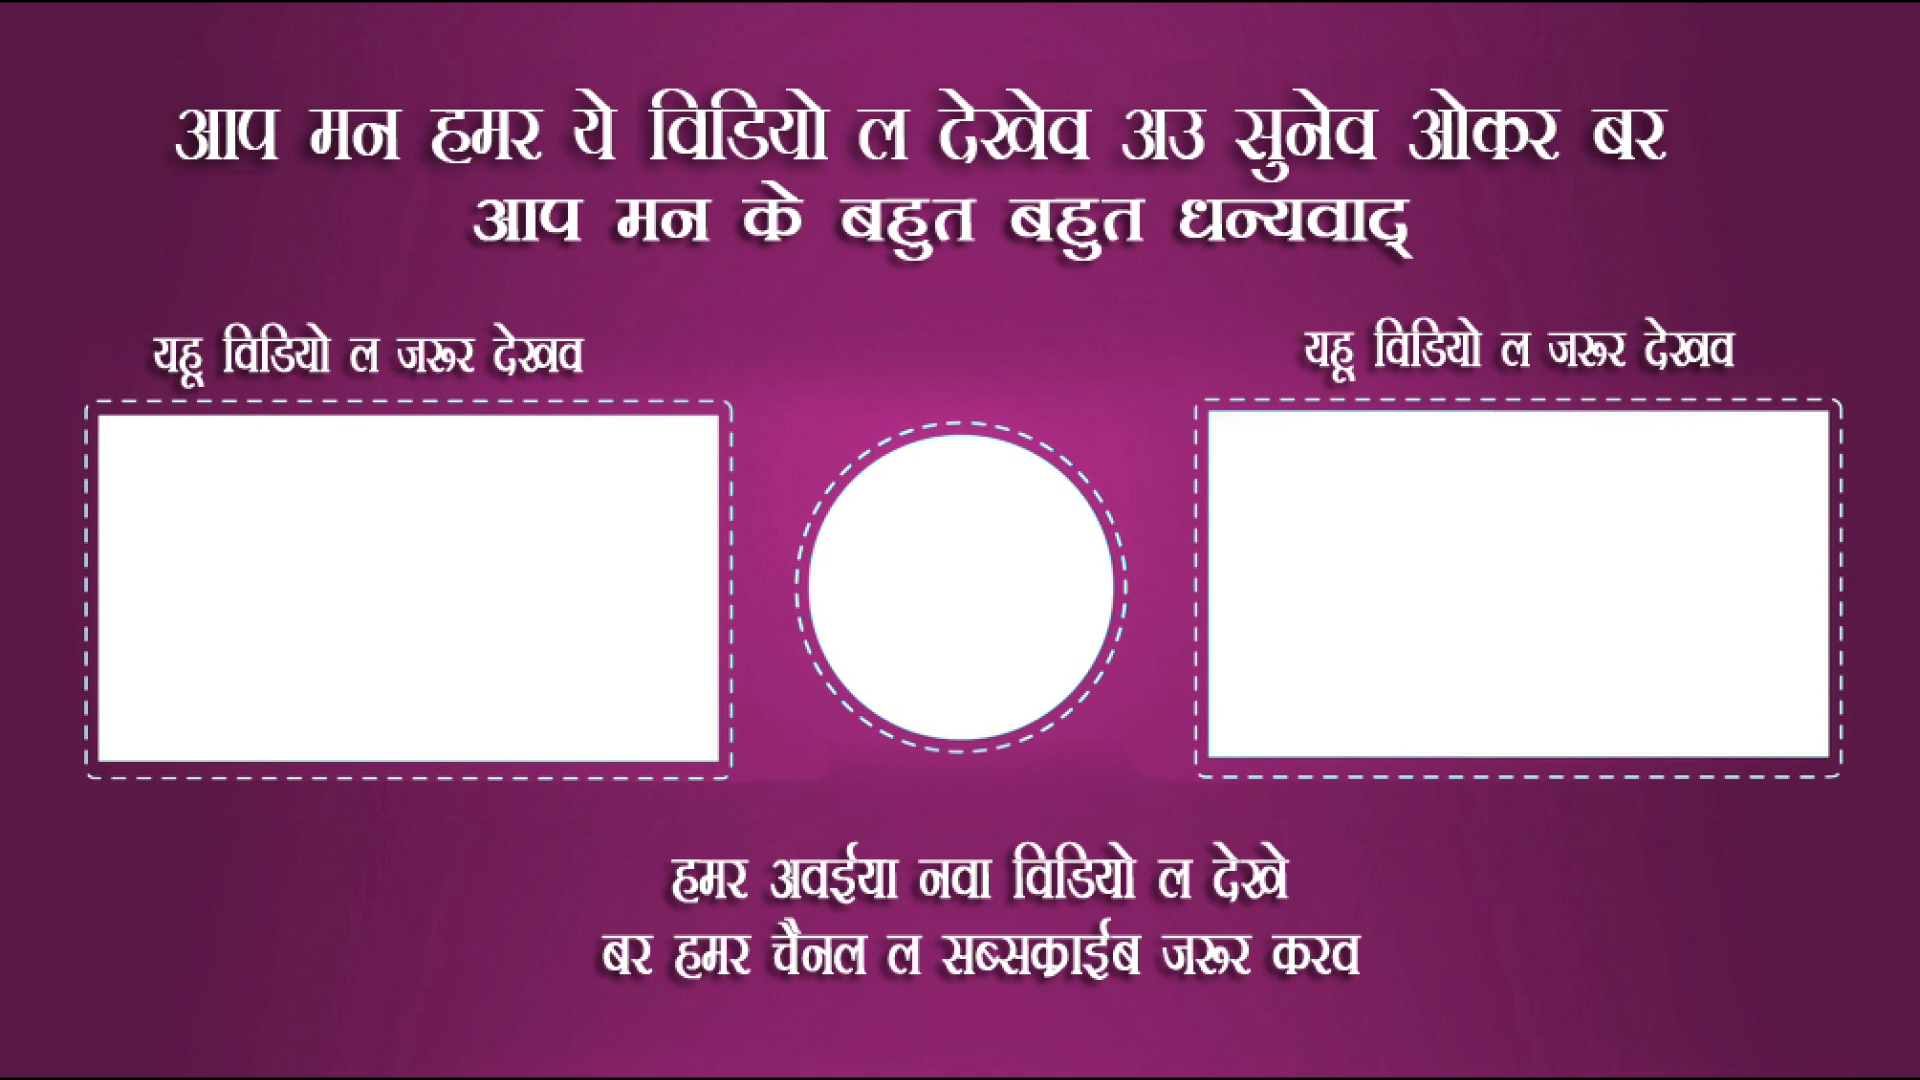 आप मन हमर ये विडियो ल देखेव अउ सुनेव ओकर बर
आप मन के बहुत बहुत धन्यवाद्
यहू विडियो ल जरूर देखव
यहू विडियो ल जरूर देखव
हमर अवईया नवा विडियो ल देखे
बर हमर चैनल ल सब्सक्राईब जरूर करव